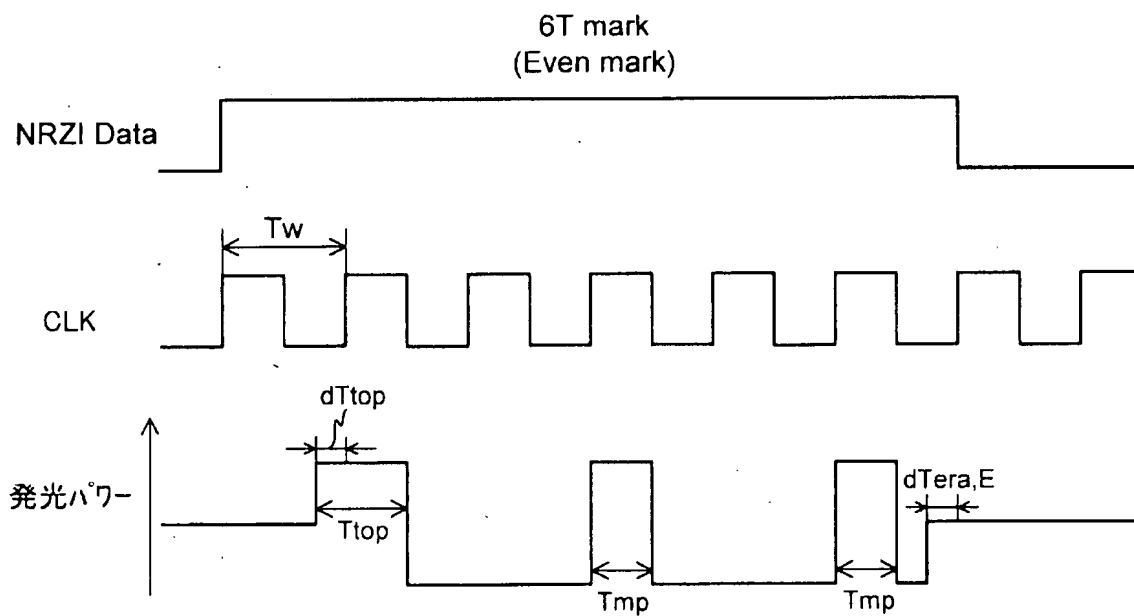 6T mark
(Even mark)
NRZI Data
Tw
CLK
dTtop
発光パワー
dTera,E
Ttop
Tmp
Tmp